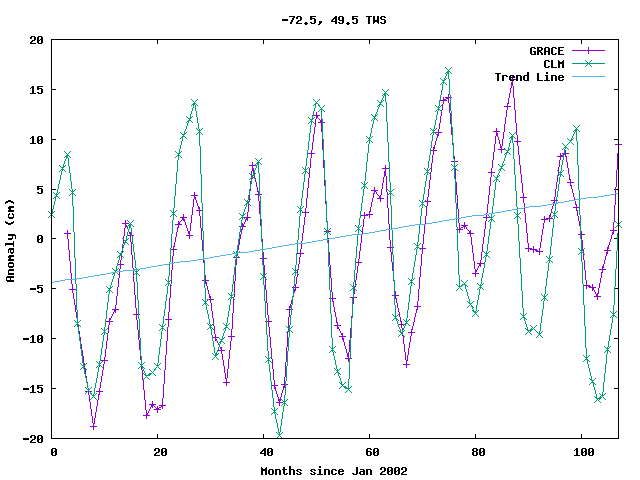 -72.5, 49.5 TWS
GRACE
CLM
Trend Line
20
15
10
5
0
-5
-10
-15
-20
Anomaly (cm)
0 20 40 60 80 100
Months since Jan 2002